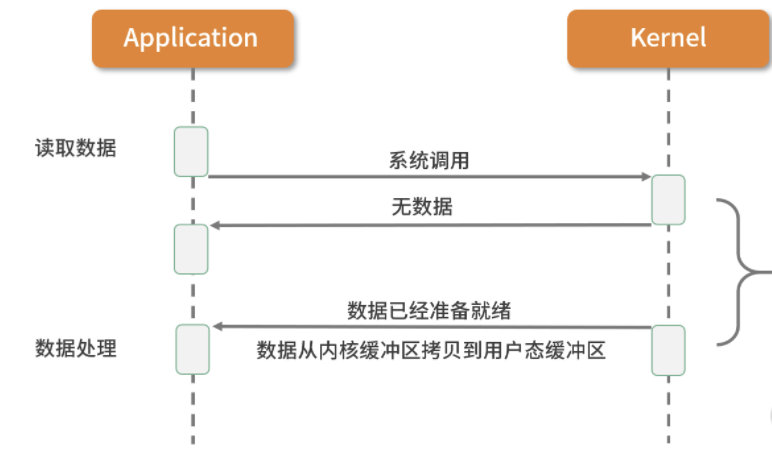 Application
Kernel
读取数据
系统调用
无数据
数据已经准备就绪
数据处理
数据从内核缓冲区拷贝到用户态缓冲区